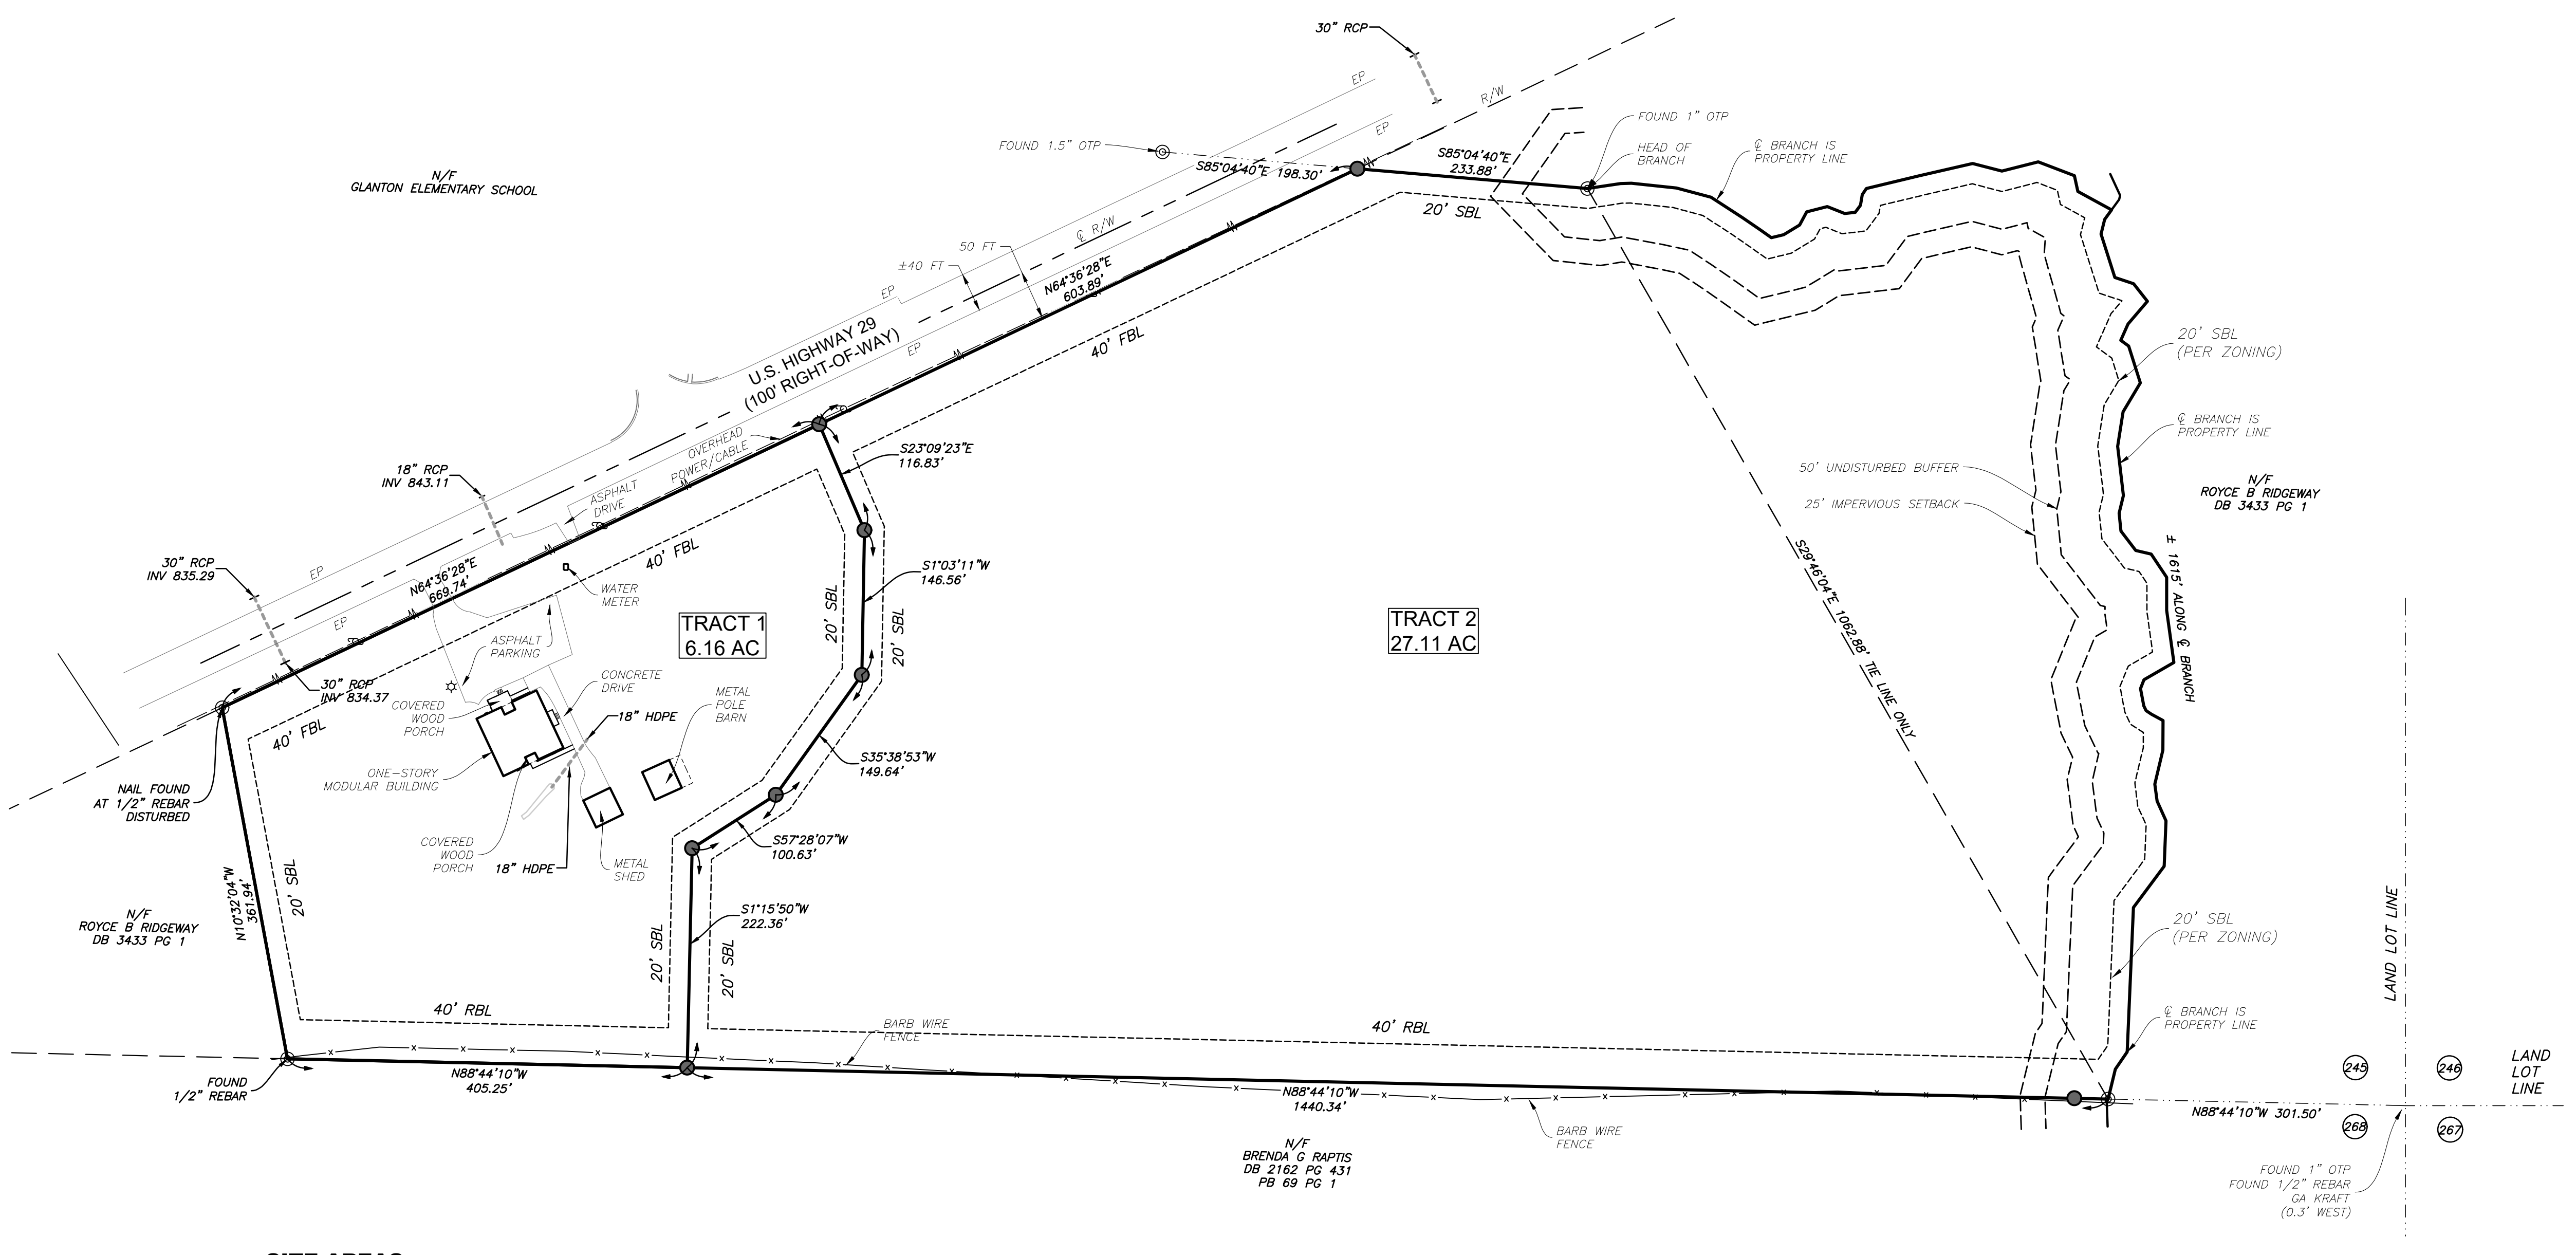 30" RCP
EP
R/W
FOUND 1" OTP
EP
FOUND 1.5" OTP
S85°04'40"E 198.30'
S85°04'40"E
233.88'
HEAD OF
BRANCH
℄ BRANCH IS
PROPERTY LINE
N/F
GLANTON ELEMENTARY SCHOOL
20' SBL
℄ R/W
50 FT
±40 FT
N64°36'28"E
603.89'
EP
U.S. HIGHWAY 29
(100' RIGHT-OF-WAY)
EP
40' FBL
20' SBL
(PER ZONING)
℄ BRANCH IS
PROPERTY LINE
OVERHEAD
POWER/CABLE
S23°09'23"E
116.83'
18" RCP
INV 843.11
ASPHALT
DRIVE
50' UNDISTURBED BUFFER
25' IMPERVIOUS SETBACK
N/F
ROYCE B RIDGEWAY
DB 3433 PG 1
30" RCP
INV 835.29
EP
N64°36'28"E
669.74'
40' FBL
WATER
METER
S1°03'11"W
146.56'
20' SBL
20' SBL
EP
TRACT 1
6.16 AC
TRACT 2
27.11 AC
S29°46'04"E 1062.88' TIE LINE ONLY
± 1615' ALONG ℄ BRANCH
ASPHALT
PARKING
30" RCP
INV 834.37
COVERED
WOOD
PORCH
CONCRETE
DRIVE
METAL
POLE
BARN
18" HDPE
40' FBL
ONE-STORY
MODULAR BUILDING
S35°38'53"W
149.64'
NAIL FOUND
AT 1/2" REBAR
DISTURBED
COVERED
WOOD
PORCH
18" HDPE
METAL
SHED
S57°28'07"W
100.63'
N10°32'04"W
361.94'
20' SBL
N/F
ROYCE B RIDGEWAY
DB 3433 PG 1
S1°15'50"W
222.36'
20' SBL
20' SBL
20' SBL
(PER ZONING)
LAND LOT LINE
40' RBL
BARB WIRE
FENCE
40' RBL
℄ BRANCH IS
PROPERTY LINE
FOUND
1/2" REBAR
N88°44'10"W
405.25'
N88°44'10"W
1440.34'
245
246
LAND
LOT
LINE
N88°44'10"W 301.50'
268
267
BARB WIRE
FENCE
N/F
BRENDA G RAPTIS
DB 2162 PG 431
PB 69 PG 1
FOUND 1" OTP
FOUND 1/2" REBAR
GA KRAFT
(0.3' WEST)
SITE AREAS